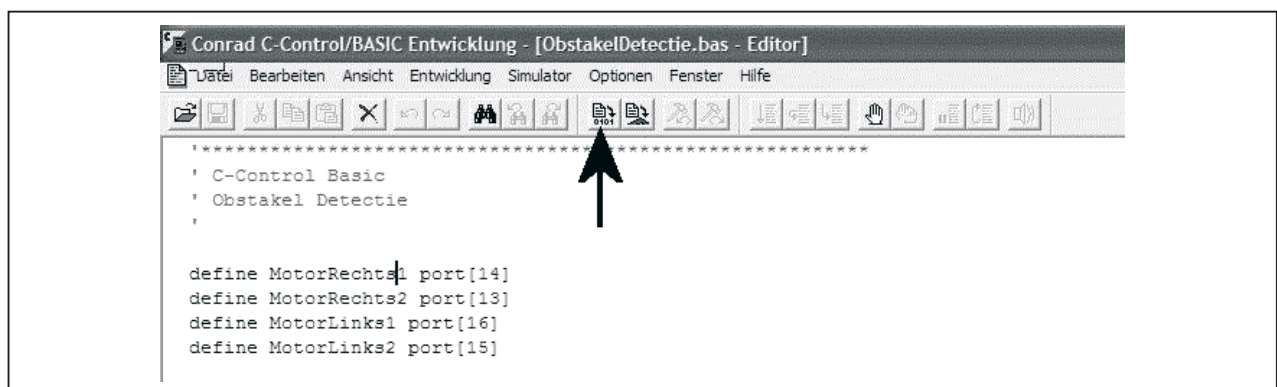 Conrad C-Control/BASIC Entwicklung - [ObstakelDetectie.bas - Editor]
Datei Bearbeiten Ansicht Entwicklung Simulator Optionen Fenster Hilfe
0101
'*********************************************************
' C-Control Basic
' Obstakel Detectie
'
define MotorRechts1 port[14]
define MotorRechts2 port[13]
define MotorLinks1 port[16]
define MotorLinks2 port[15]